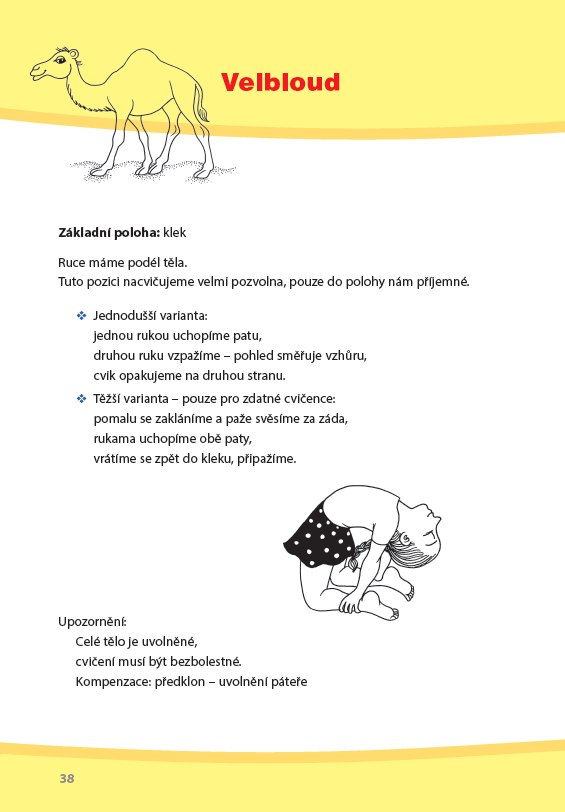 Velbloud
Základní poloha: klek
Ruce máme podél těla.
Tuto pozici nacvičujeme velmi pozvolna, pouze do polohy nám příjemné.
❖ Jednodušší varianta:
jednou rukou uchopíme patu,
druhou ruku vzpažíme – pohled směřuje vzhůru,
cvik opakujeme na druhou stranu.
❖ Těžší varianta – pouze pro zdatné cvičence:
pomalu se zakláníme a paže svěsíme za záda,
rukama uchopíme obě paty,
vrátíme se zpět do kleku, připažíme.
Upozornění:
Celé tělo je uvolněné,
cvičení musí být bezbolestné.
Kompenzace: předklon – uvolnění páteře
38